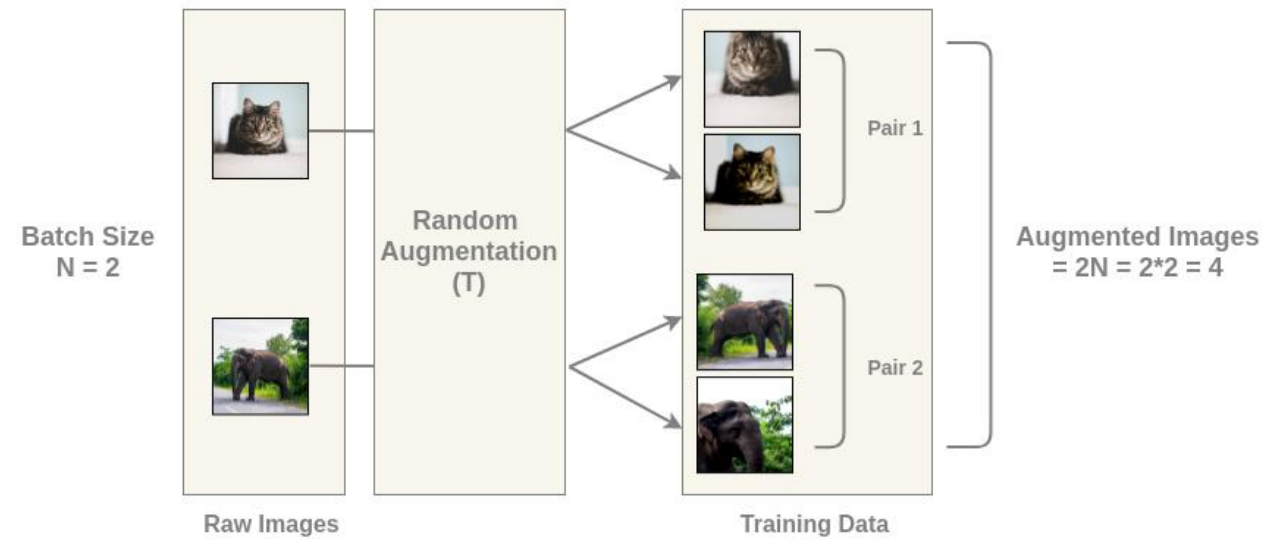 Batch Size
N = 2
Random
Augmentation
(T)
Pair 1
Pair 2
Augmented Images
= 2N = 2*2 = 4
Raw Images
Training Data